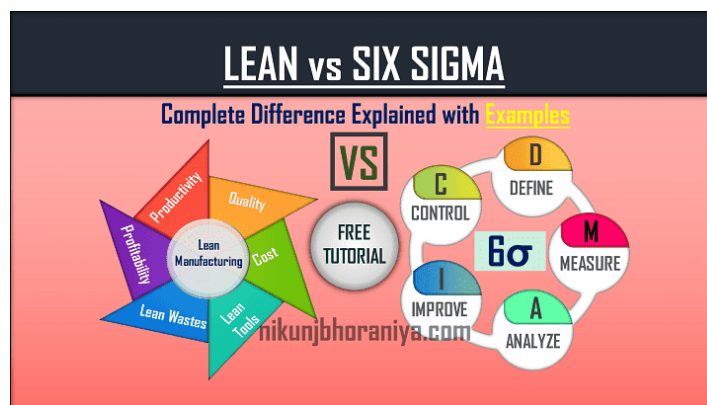 LEAN vs SIX SIGMA
Complete Difference Explained with Examples
VS
FREE
TUTORIAL
Productivity
Quality
Cost
Lean
Tools
Lean Wastes
Profitability
Lean
Manufacturing
D
DEFINE
M
MEASURE
A
ANALYZE
I
IMPROVE
C
CONTROL
6σ
nikunjbhoraniya.com